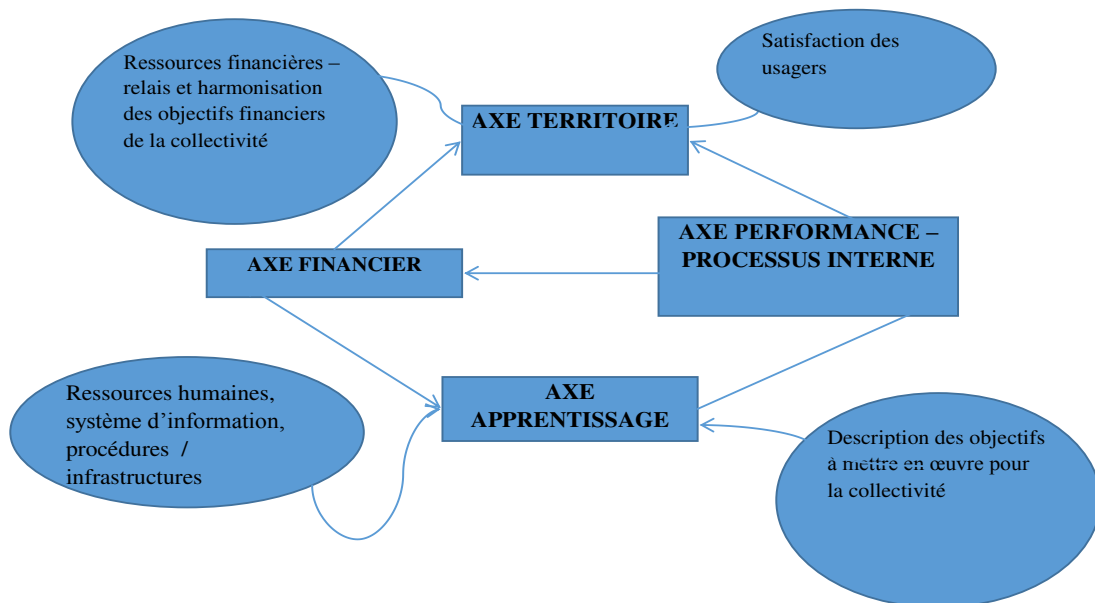 Ressources financières –
relais et harmonisation
des objectifs financiers
de la collectivité
Satisfaction des
usagers
AXE TERRITOIRE
AXE PERFORMANCE –
PROCESSUS INTERNE
AXE FINANCIER
AXE
APPRENTISSAGE
Ressources humaines,
système d’information,
procédures /
infrastructures
Description des objectifs
à mettre en œuvre pour
la collectivité